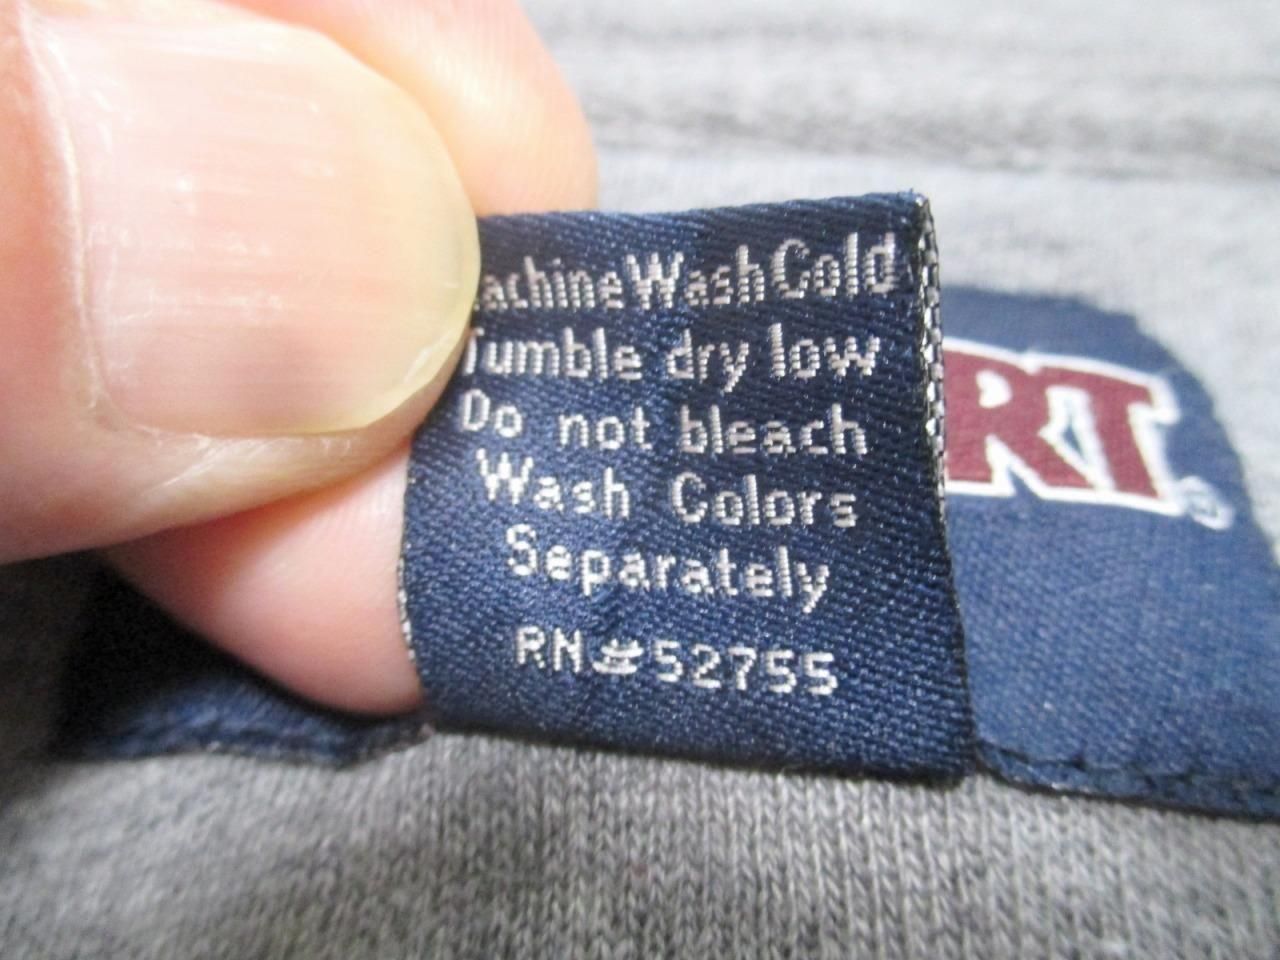 achine Wash Cold
Tumble dry low
Do not bleach
Wash Colors
Separately
RN#52755
RT®